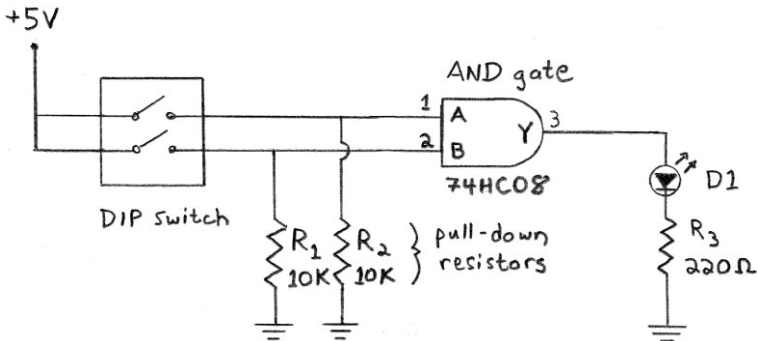 +5V
DIP switch
AND gate
1
A
2
B
Y
3
74HC08
R1
10K
R2
10K
} pull-down
resistors
D1
R3
220Ω